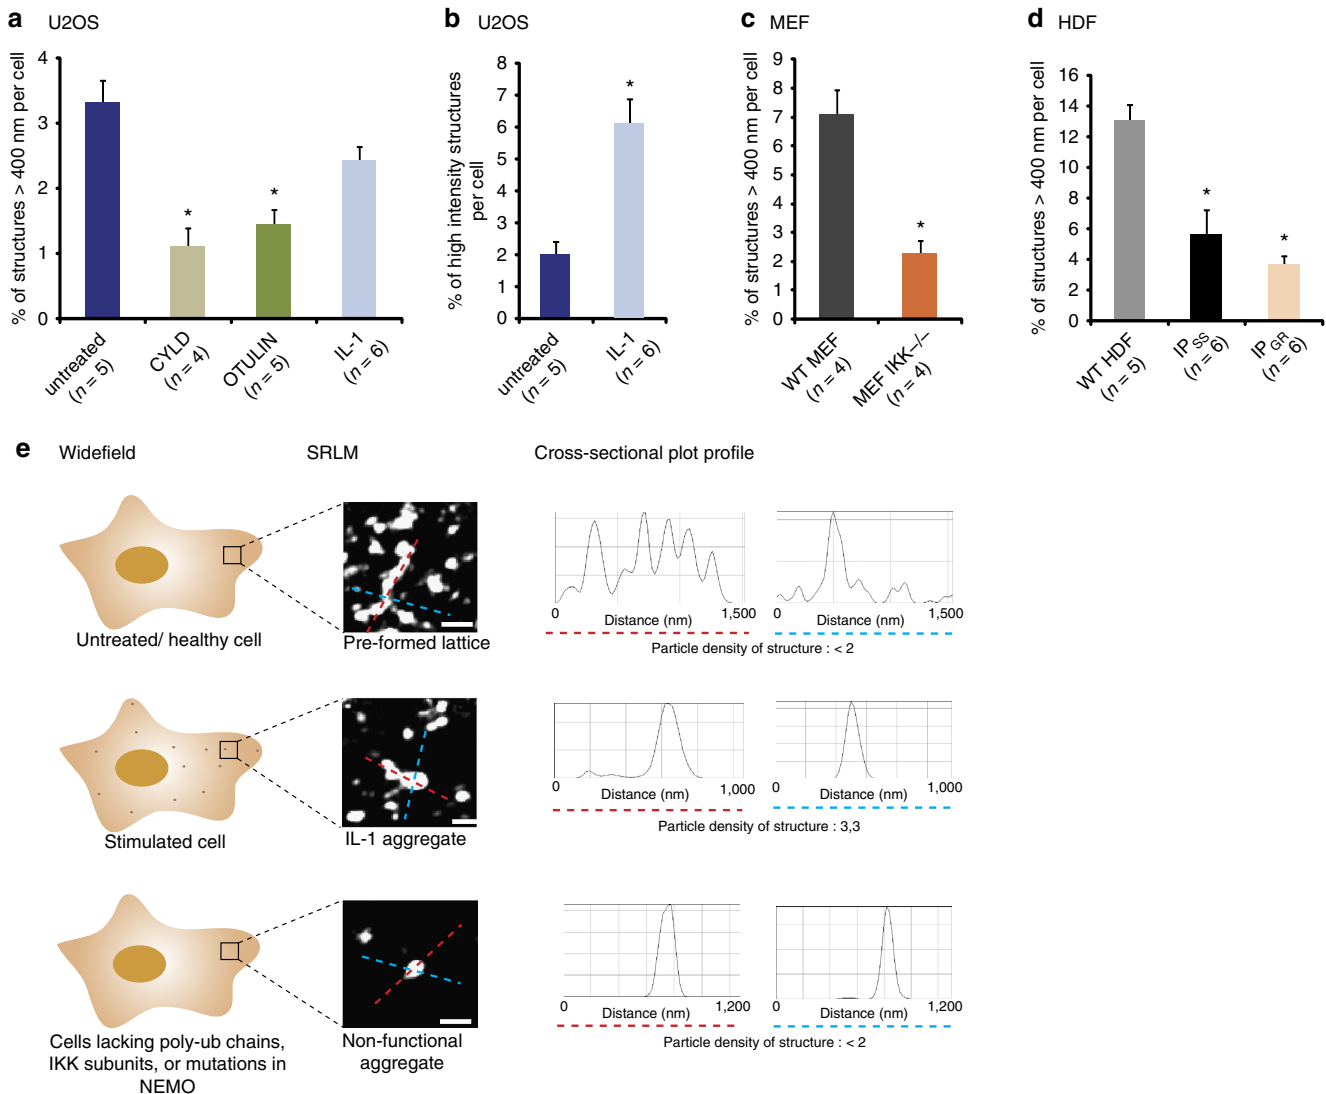 a U2OS
% of structures > 400 nm per cell
4
3
2
1
0
untreated
(n = 5)
CYLD
(n = 4)
OTULIN
(n = 5)
IL-1
(n = 6)
*
*
b U2OS
% of high intensity structures
per cell
8
7
6
5
4
3
2
1
0
untreated
(n = 5)
IL-1
(n = 6)
*
c MEF
% of structures > 400 nm per cell
9
8
7
6
5
4
3
2
1
0
WT MEF
(n = 4)
MEF IKK–/–
(n = 4)
*
d HDF
% of structures > 400 nm per cell
16
14
12
10
8
6
4
2
0
WT HDF
(n = 5)
IP SS
(n = 6)
IP GR
(n = 6)
*
*
e Widefield SRLM Cross-sectional plot profile
Untreated/ healthy cell
Pre-formed lattice
0 Distance (nm) 1,500
0 Distance (nm) 1,500
Particle density of structure : < 2
Stimulated cell
IL-1 aggregate
0 Distance (nm) 1,000
0 Distance (nm) 1,000
Particle density of structure : 3,3
Cells lacking poly-ub chains,
IKK subunits, or mutations in
NEMO
Non-functional
aggregate
0 Distance (nm) 1,200
0 Distance (nm) 1,200
Particle density of structure : < 2